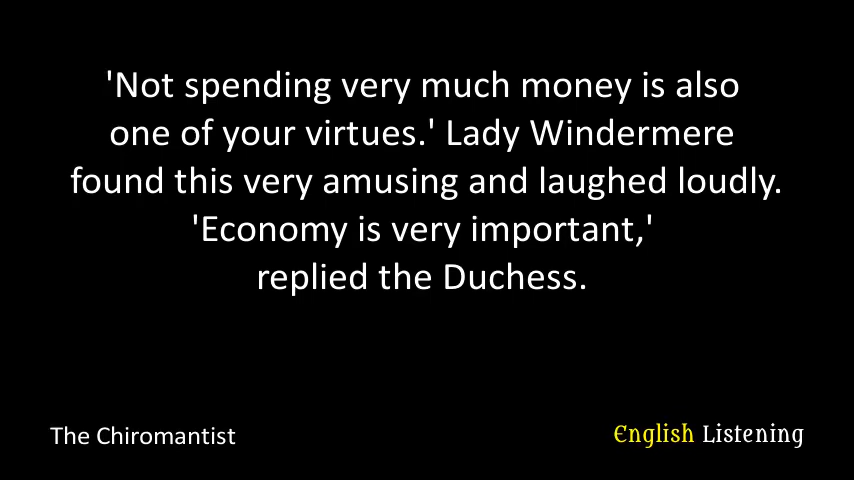 'Not spending very much money is also
one of your virtues.' Lady Windermere
found this very amusing and laughed loudly.
'Economy is very important,'
replied the Duchess.
The Chiromantist
English Listening